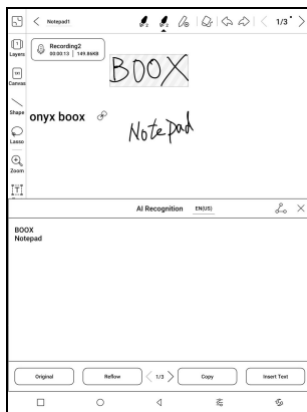 Notepad1
1/3
Layers
Recording2
00:00:13 | 149.86KB
BOOX
Canvas
Shape
onyx boox
Notepad
Lasso
Zoom
AI Recognition EN(US)
BOOX
Notepad
Original Reflow 1/3 Copy Insert Text